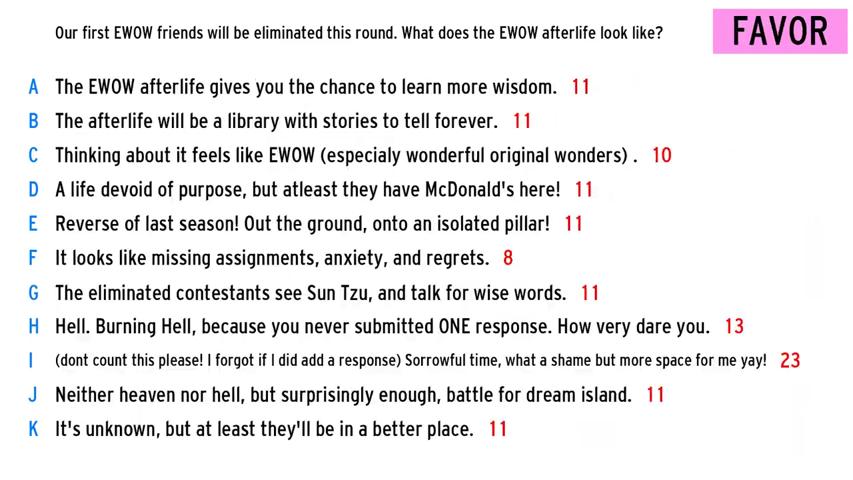 Our first EWOW friends will be eliminated this round. What does the EWOW afterlife look like?
FAVOR
A The EWOW afterlife gives you the chance to learn more wisdom. 11
B The afterlife will be a library with stories to tell forever. 11
C Thinking about it feels like EWOW (especialy wonderful original wonders) . 10
D A life devoid of purpose, but atleast they have McDonald's here! 11
E Reverse of last season! Out the ground, onto an isolated pillar! 11
F It looks like missing assignments, anxiety, and regrets. 8
G The eliminated contestants see Sun Tzu, and talk for wise words. 11
H Hell. Burning Hell, because you never submitted ONE response. How very dare you. 13
I (dont count this please! I forgot if I did add a response) Sorrowful time, what a shame but more space for me yay! 23
J Neither heaven nor hell, but surprisingly enough, battle for dream island. 11
K It's unknown, but at least they'll be in a better place. 11